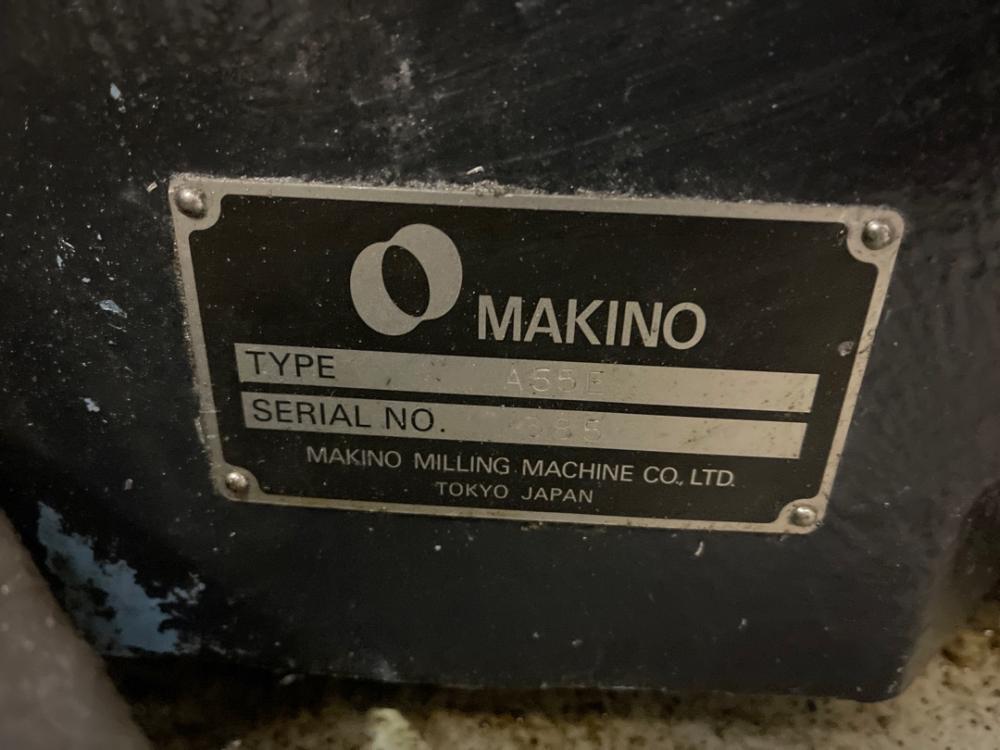 MAKINO
TYPE A55E
SERIAL NO.
MAKINO MILLING MACHINE CO., LTD.
TOKYO JAPAN